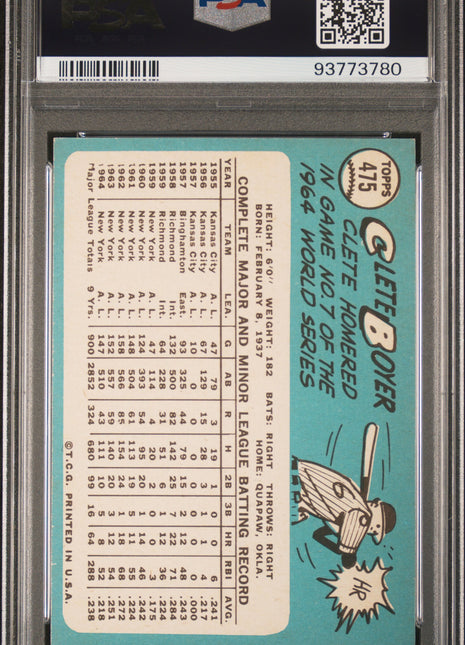 93773780
TOPPS
475
CLETE BOYER
CLETE HOMERED
IN GAME NO. 7 OF THE
1964 WORLD SERIES
6
HR
HEIGHT: 6'0" WEIGHT: 182 BATS: RIGHT THROWS: RIGHT
BORN: FEBRUARY 8, 1937 HOME: QUAPAW, OKLA.
COMPLETE MAJOR AND MINOR LEAGUE BATTING RECORD
YEAR TEAM LEA. G AB R H 2B 3B HR RBI AVG.
1955 Kansas City A. L. 47 79 3 19 1 0 0 6 .241
1956 Kansas City A. L. 67 129 15 28 3 1 1 4 .217
1957 Kansas City A. L. 10 0 0 0 0 0 0 0 .000
1957 Binghamton East. 93 325 44 79 15 2 12 48 .243
1958 Richmond Int. 132 500 82 142 25 7 22 71 .284
1959 Richmond Int. 64 228 31 51 6 1 12 36 .224
1959 New York A. L. 47 114 4 20 2 0 0 3 .175
1960 New York A. L. 124 393 54 95 20 1 14 46 .242
1961 New York A. L. 148 504 61 113 19 5 11 55 .224
1962 New York A. L. 158 566 85 154 24 1 18 68 .272
1963 New York A. L. 152 557 59 140 20 3 12 54 .251
1964 New York A. L. 147 510 43 111 10 5 8 52 .218
Major League Totals 9 Yrs. 900 2852 324 680 99 16 64 288 .238
©T.C.G. PRINTED IN U.S.A.